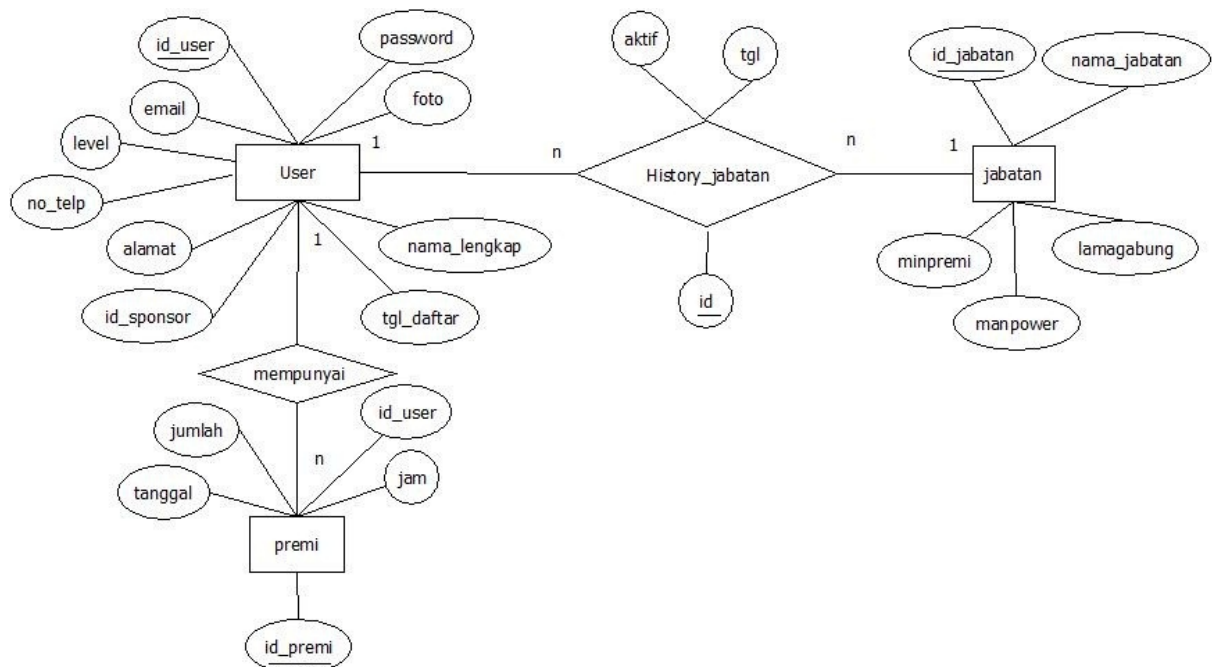 id_user
password
aktif
tgl
id_jabatan
nama_jabatan
email
foto
level
1
n
n
1
User
History_jabatan
jabatan
no_telp
alamat
1
nama_lengkap
minpremi
lamagabung
id_sponsor
tgl_daftar
id
manpower
mempunyai
id_user
jumlah
n
jam
tanggal
premi
id_premi